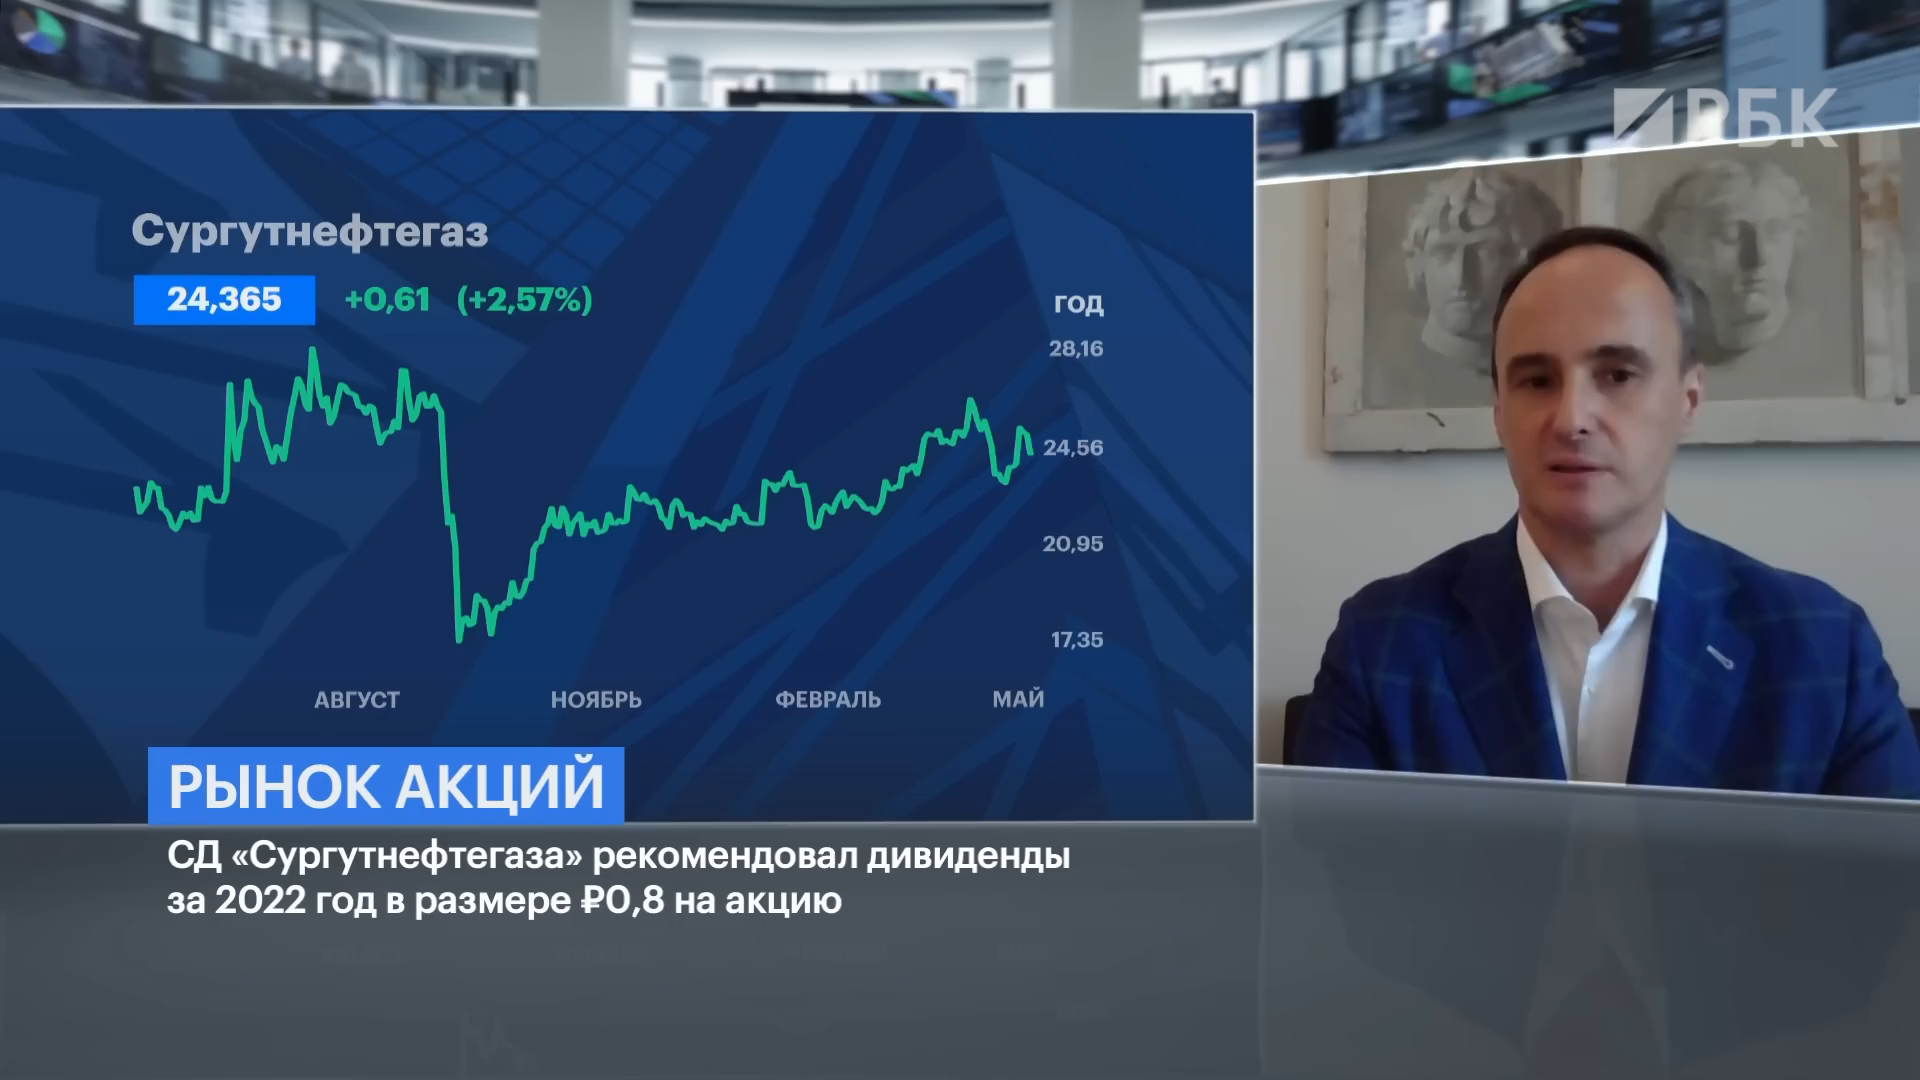 РБК
Сургутнефтегаз
24,365 +0,61 (+2,57%)
ГОД
28,16
24,56
20,95
17,35
АВГУСТ НОЯБРЬ ФЕВРАЛЬ МАЙ
РЫНОК АКЦИЙ
СД «Сургутнефтегаза» рекомендовал дивиденды
за 2022 год в размере ₽0,8 на акцию